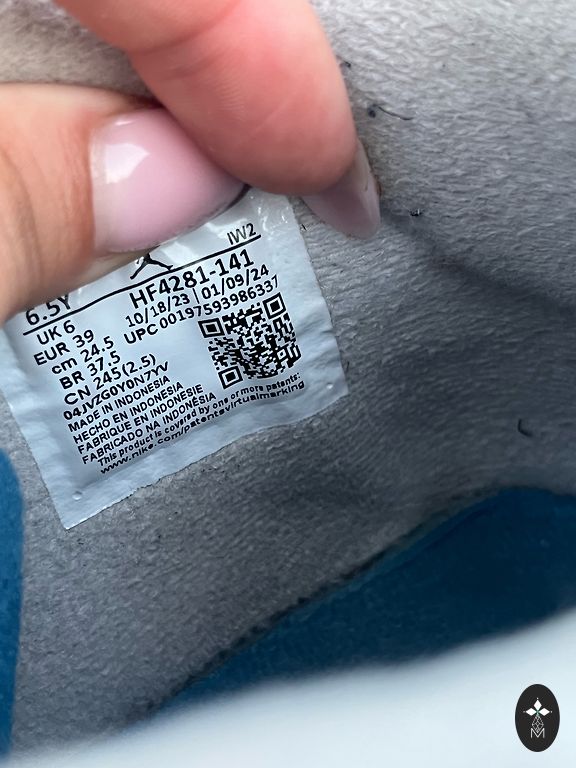 IW2
6.5Y HF4281-141
UK 6 10/18/23 | 01/09/24
EUR 39 UPC 00197593986337
cm 24.5
BR 37.5
CN 245(2.5)
04JVZG0Y0N7YV
MADE IN INDONESIA
HECHO EN INDONESIA
FABRIQUE EN INDONESIE
FABRICADO NA INDONÉSIA
This product is covered by one or more patents:
www.nike.com/patentsvirtualmarking
M